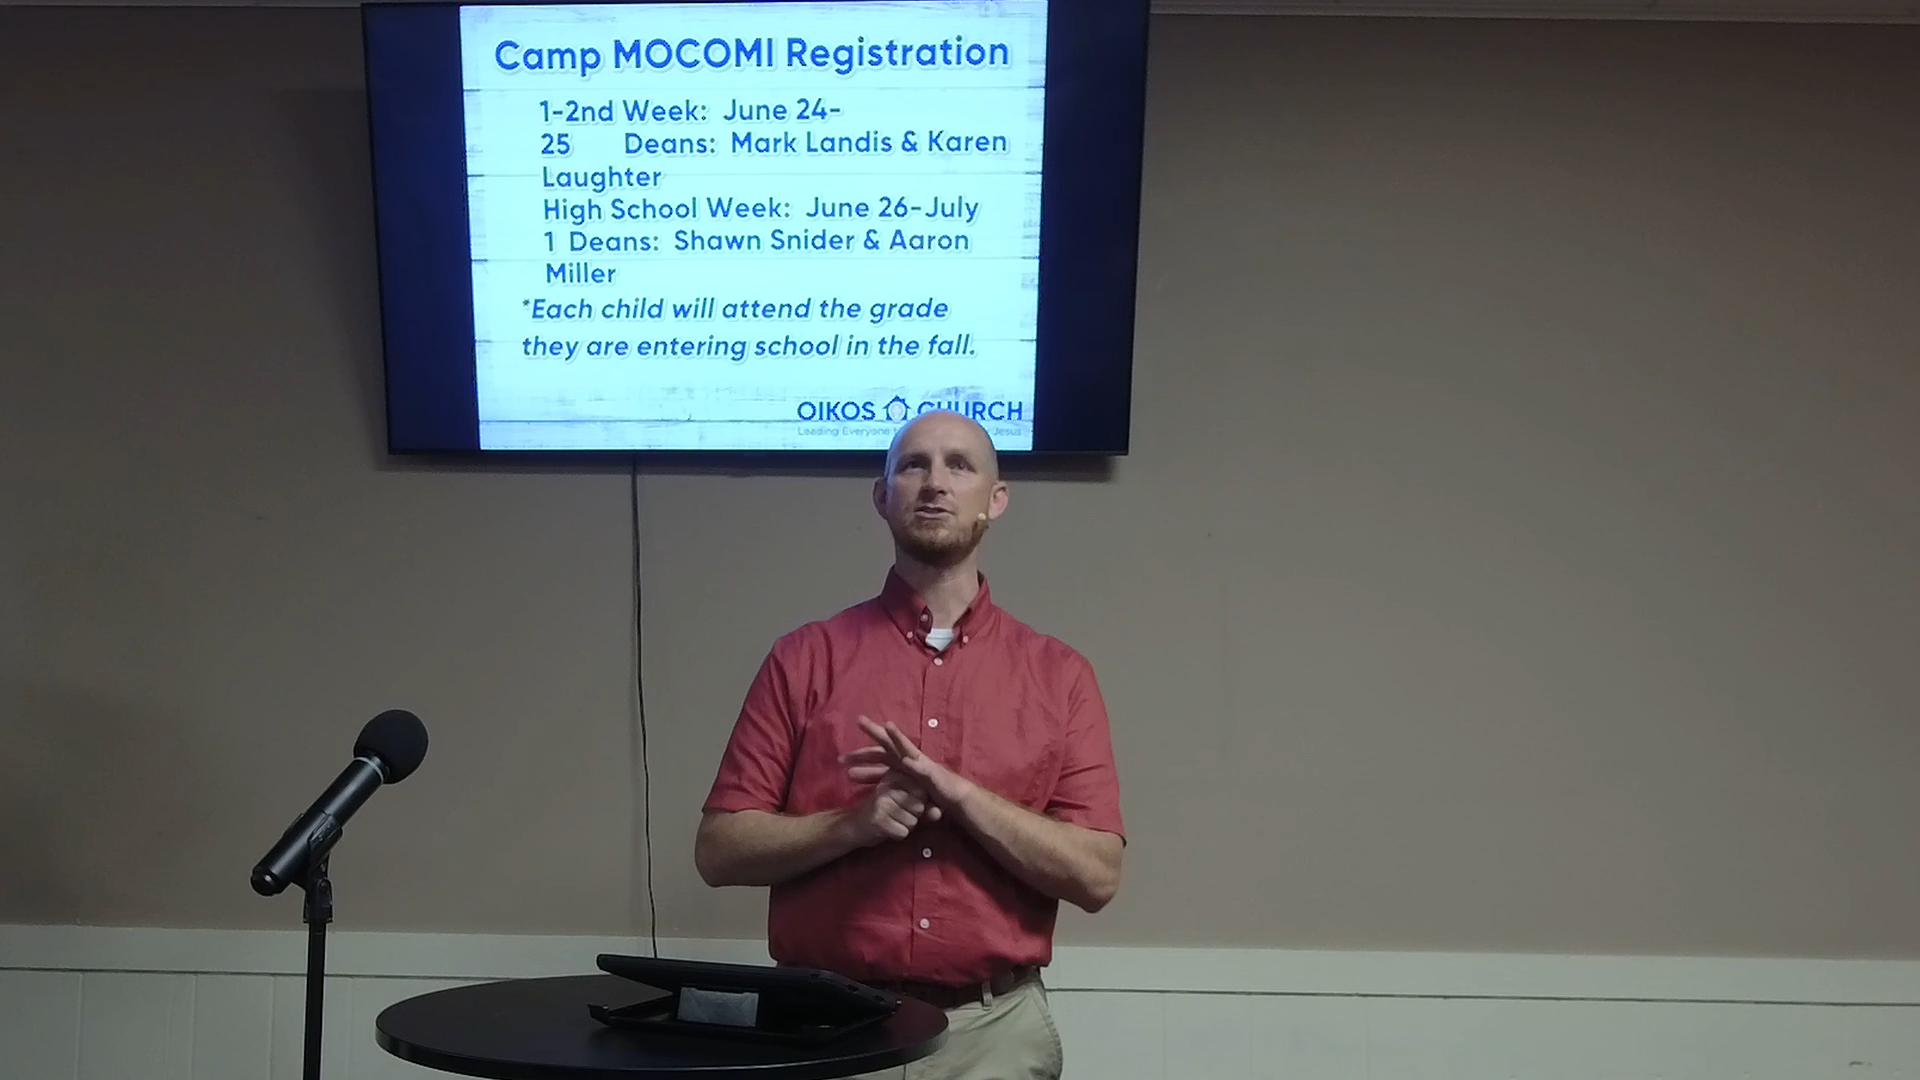 Camp MOCOMI Registration
1-2nd Week: June 24-
25 Deans: Mark Landis & Karen
Laughter
High School Week: June 26-July
1 Deans: Shawn Snider & Aaron
Miller
*Each child will attend the grade
they are entering school in the fall.
OIKOS CHURCH
Leading Everyone Jesus